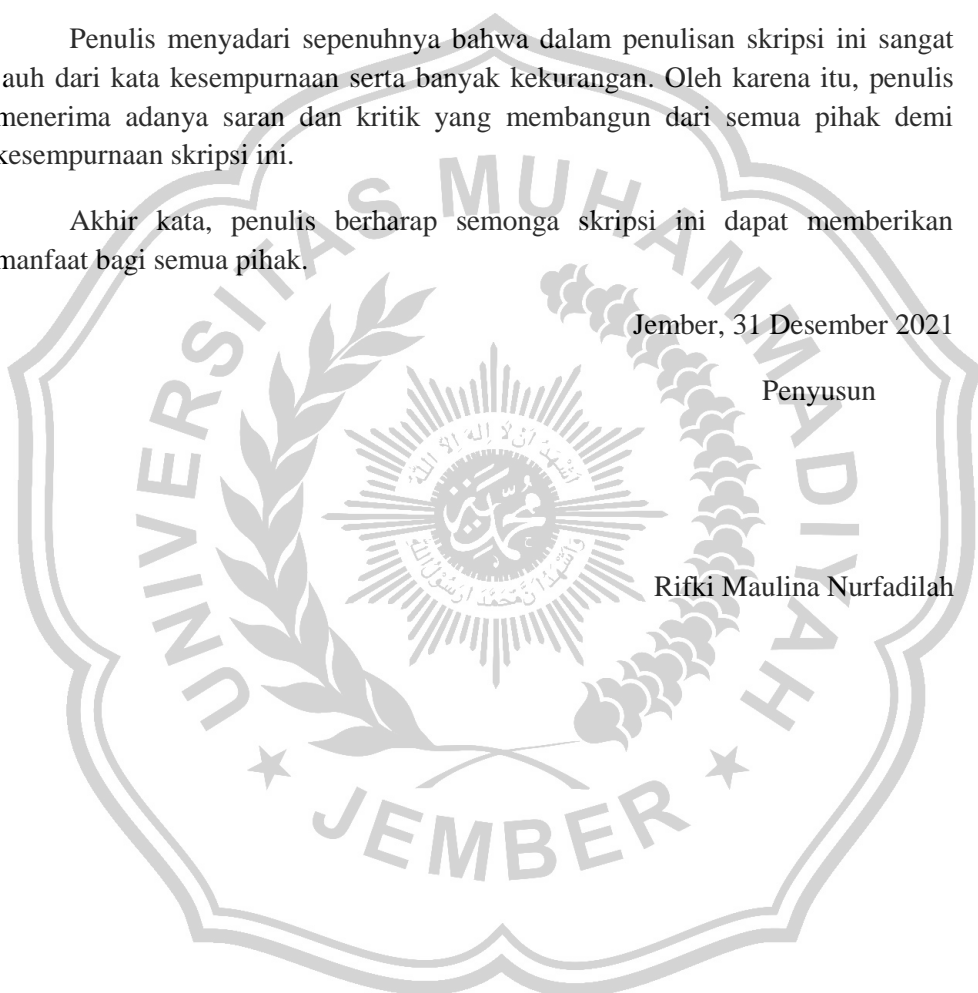 Penulis menyadari sepenuhnya bahwa dalam penulisan skripsi ini sangat
jauh dari kata kesempurnaan serta banyak kekurangan. Oleh karena itu, penulis
menerima adanya saran dan kritik yang membangun dari semua pihak demi
kesempurnaan skripsi ini.
Akhir kata, penulis berharap semonga skripsi ini dapat memberikan
manfaat bagi semua pihak.
Jember, 31 Desember 2021
Penyusun
Rifki Maulina Nurfadilah
UNIVERSITAS MUHAMMADIYAH
JEMBER